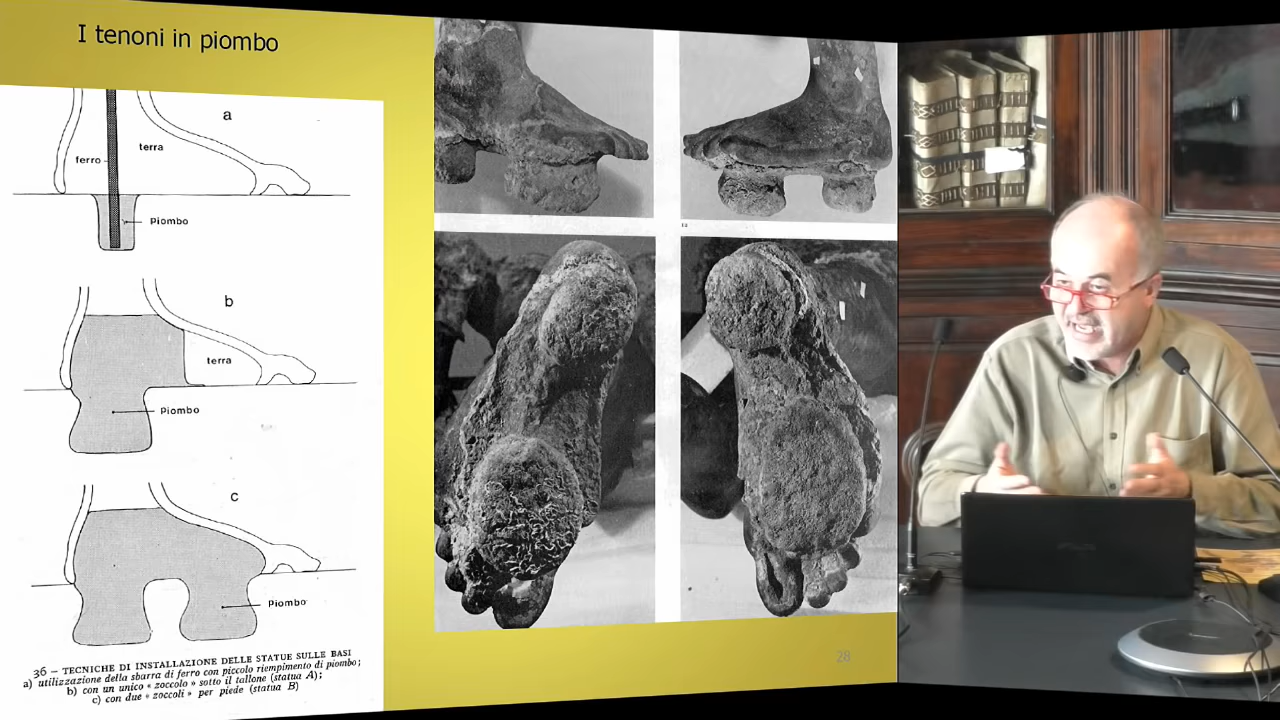 I tenoni in piombo
a
ferro
terra
Piombo
b
terra
Piombo
c
Piombo
36 — TECNICHE DI INSTALLAZIONE DELLE STATUE SULLE BASI
a) utilizzazione della sbarra di ferro con piccolo riempimento di piombo;
b) con un unico « zoccolo » sotto il tallone (statua A);
c) con due « zoccoli » per piede (statua B)
28